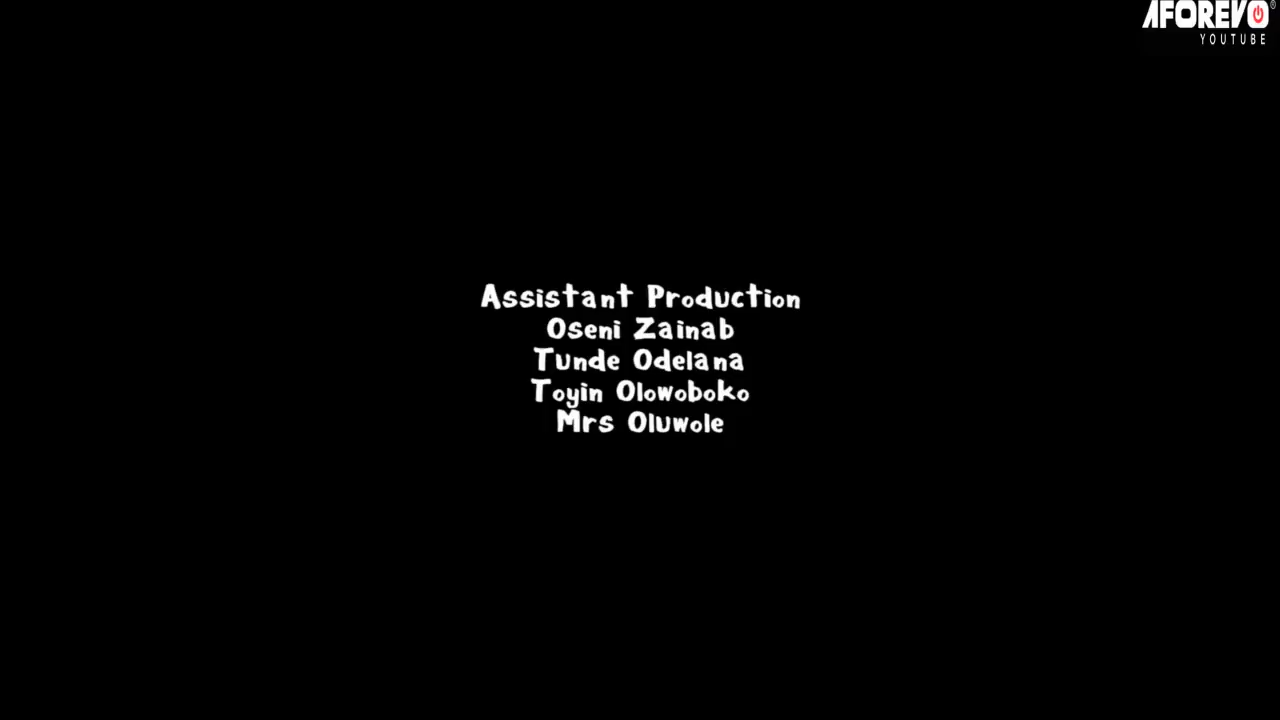 AFOREVO
YOUTUBE
Assistant Production
Oseni Zainab
Tunde Odelana
Toyin Olowoboko
Mrs Oluwole